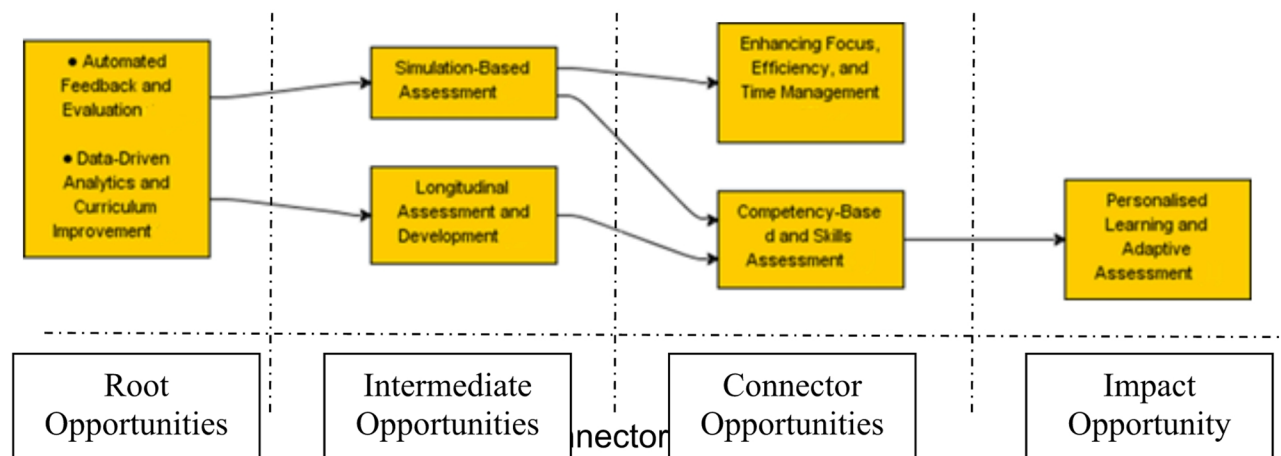 ● Automated
Feedback and
Evaluation
● Data-Driven
Analytics and
Curriculum
Improvement
Simulation-Based
Assessment
Longitudinal
Assessment and
Development
Enhancing Focus,
Efficiency, and
Time Management
Competency-Base
d and Skills
Assessment
Personalised
Learning and
Adaptive
Assessment
Root
Opportunities
Intermediate
Opportunities
Connector
Opportunities
Impact
Opportunity